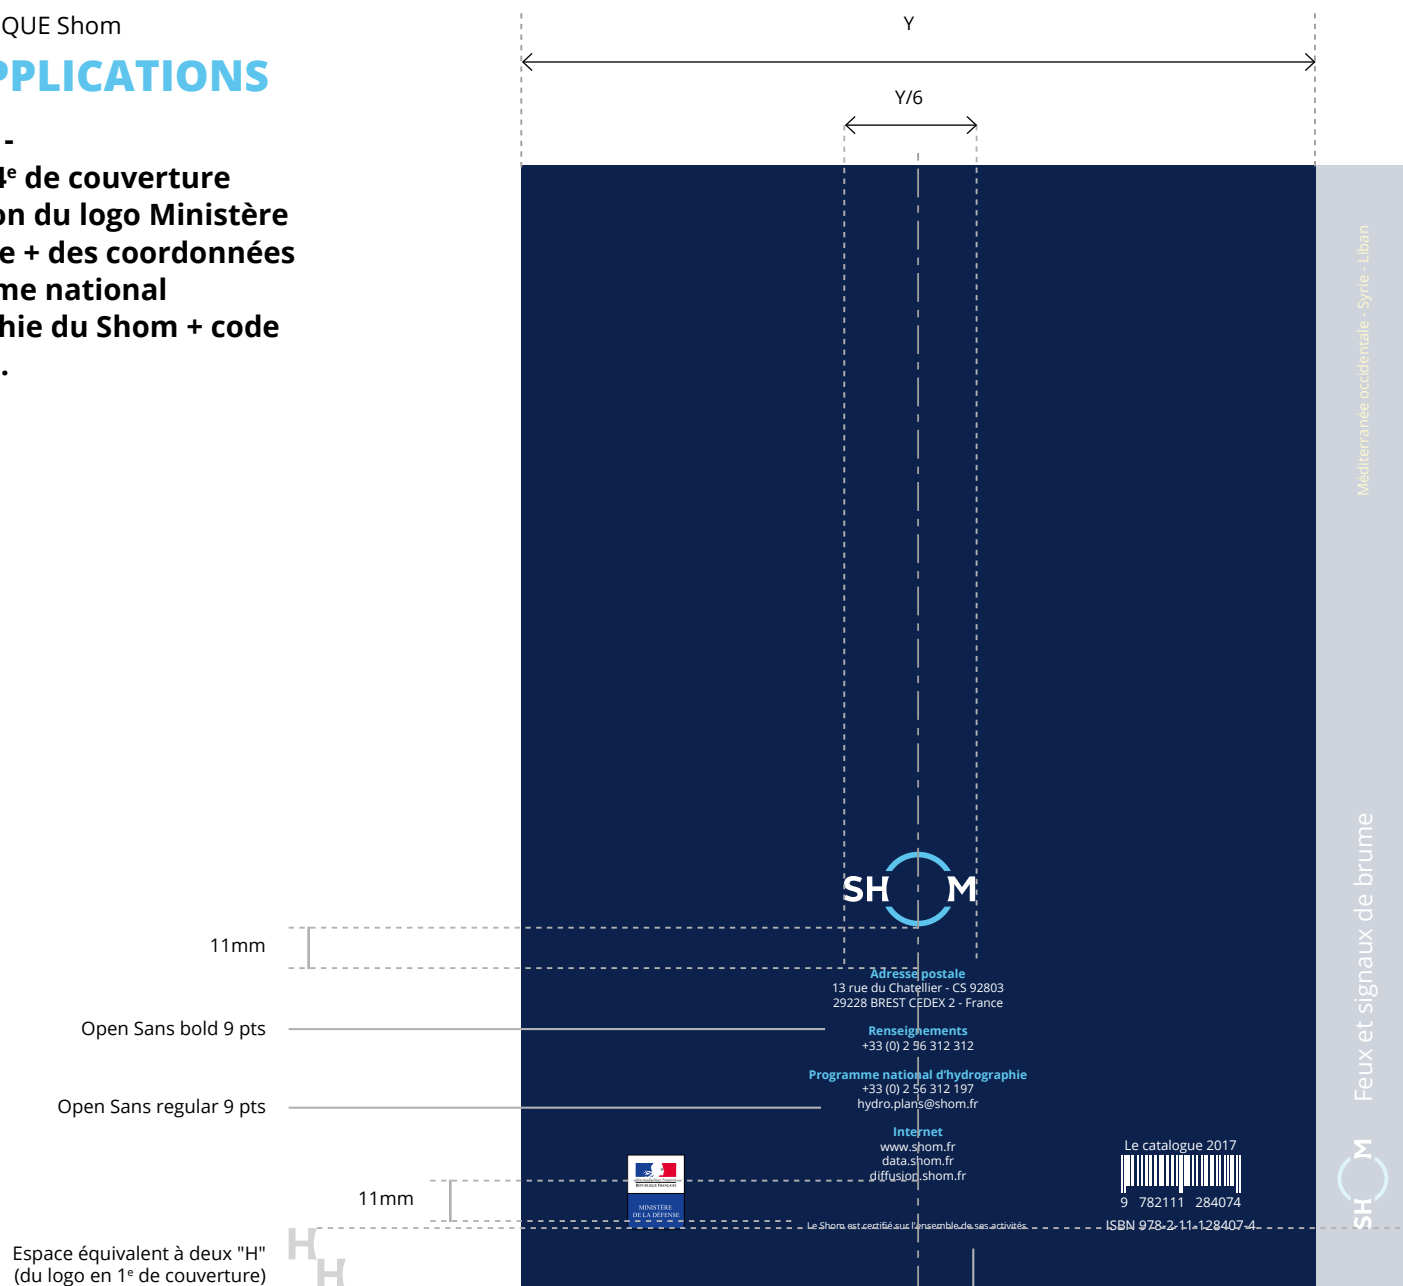 QUE Shom
PPLICATIONS
-
4e de couverture
on du logo Ministère
e + des coordonnées
me national
hie du Shom + code
.
Y
Y/6
Méditerranée occidentale - Syrie - Liban
Feux et signaux de brume
SHOM
SHOM
11mm
Open Sans bold 9 pts
Open Sans regular 9 pts
11mm
Espace équivalent à deux "H"
(du logo en 1e de couverture)
H
H
Adresse postale
13 rue du Chatellier - CS 92803
29228 BREST CEDEX 2 - France
Renseignements
+33 (0) 2 56 312 312
Programme national d’hydrographie
+33 (0) 2 56 312 197
hydro.plans@shom.fr
Internet
www.shom.fr
data.shom.fr
diffusion.shom.fr
Le Shom est certifié sur l'ensemble de ses activités
RÉPUBLIQUE FRANÇAISE
MINISTÈRE
DE LA DÉFENSE
Le catalogue 2017
9 782111 284074
ISBN 978-2-11-128407-4